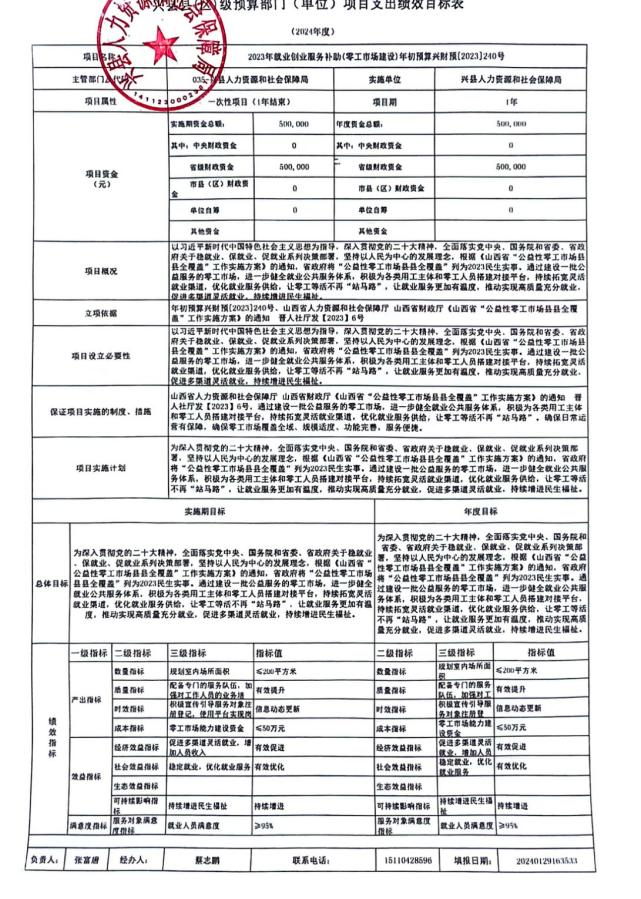 兴县县(区)级预算部门(单位)项目支出绩效目标表
(2024年度)
项目名称 2023年就业创业服务补助(零工市场建设)年初预算兴财预[2023]240号
主管部门及代码 035-兴县人力资源和社会保障局 实施单位 兴县人力资源和社会保障局
项目属性 一次性项目(1年结束) 项目期 1年
项目资金
(元)
实施期资金总额: 500,000 年度资金总额: 500,000
其中:中央财政资金 0 其中:中央财政资金 0
省级财政资金 500,000 省级财政资金 500,000
市县(区)财政资金 0 市县(区)财政资金 0
单位自筹 0 单位自筹 0
其他资金 其他资金
项目概况
以习近平新时代中国特色社会主义思想为指导,深入贯彻党的二十大精神,全面落实党中央、国务院和省委、省政
府关于稳就业、保就业、促就业系列决策部署,坚持以人民为中心的发展理念,根据《山西省“公益性零工市场县
县全覆盖”工作实施方案》的通知,省政府将“公益性零工市场县县全覆盖”列为2023民生实事。通过建设一批公
益服务的零工市场,进一步健全就业公共服务体系,积极为各类用工主体和零工人员搭建对接平台,持续拓宽灵活
就业渠道,优化就业服务供给,让零工等活不再“站马路”,让就业服务更加有温度,推动实现高质量充分就业,
促进多渠道灵活就业,持续增进民生福祉。
立项依据
年初预算兴财预[2023]240号、山西省人力资源和社会保障厅 山西省财政厅《山西省“公益性零工市场县县全覆
盖”工作实施方案》的通知 晋人社厅发【2023】6号
项目设立必要性
以习近平新时代中国特色社会主义思想为指导,深入贯彻党的二十大精神,全面落实党中央、国务院和省委、省政
府关于稳就业、保就业、促就业系列决策部署,坚持以人民为中心的发展理念,根据《山西省“公益性零工市场县
县全覆盖”工作实施方案》的通知,省政府将“公益性零工市场县县全覆盖”列为2023民生实事。通过建设一批公
益服务的零工市场,进一步健全就业公共服务体系,积极为各类用工主体和零工人员搭建对接平台,持续拓宽灵活
就业渠道,优化就业服务供给,让零工等活不再“站马路”,让就业服务更加有温度,推动实现高质量充分就业,
促进多渠道灵活就业,持续增进民生福祉。
保证项目实施的制度、措施
山西省人力资源和社会保障厅 山西省财政厅《山西省“公益性零工市场县县全覆盖”工作实施方案》的通知 晋
人社厅发【2023】6号,通过建设一批公益服务的零工市场,进一步健全就业公共服务体系,积极为各类用工主体
和零工人员搭建对接平台,持续拓宽灵活就业渠道,优化就业服务供给,让零工等活不再“站马路”。确保日常运
营有保障,确保零工市场覆盖全域、规模适度、功能完善,服务便捷。
项目实施计划
为深入贯彻党的二十大精神,全面落实党中央、国务院和省委、省政府关于稳就业、保就业、促就业系列决策部
署,坚持以人民为中心的发展理念,根据《山西省“公益性零工市场县县全覆盖”工作实施方案》的通知,省政府
将“公益性零工市场县县全覆盖”列为2023民生实事。通过建设一批公益服务的零工市场,进一步健全就业公共服
务体系,积极为各类用工主体和零工人员搭建对接平台,持续拓宽灵活就业渠道,优化就业服务供给,让零工等活
不再“站马路”,让就业服务更加有温度,推动实现高质量充分就业,促进多渠道灵活就业,持续增进民生福祉。
实施期目标 年度目标
总体目标
为深入贯彻党的二十大精神,全面落实党中央、国务院和省委、省政府关于稳就业
、保就业、促就业系列决策部署,坚持以人民为中心的发展理念,根据《山西省“
公益性零工市场县县全覆盖”工作实施方案》的通知,省政府将“公益性零工市场
县县全覆盖”列为2023民生实事。通过建设一批公益服务的零工市场,进一步健全
就业公共服务体系,积极为各类用工主体和零工人员搭建对接平台,持续拓宽灵活
就业渠道,优化就业服务供给,让零工等活不再“站马路”,让就业服务更加有温
度,推动实现高质量充分就业,促进多渠道灵活就业,持续增进民生福祉。
为深入贯彻党的二十大精神,全面落实党中央、国务院
和省委、省政府关于稳就业、保就业、促就业系列决策部
署,坚持以人民为中心的发展理念,根据《山西省“公
益性零工市场县县全覆盖”工作实施方案》的通知,省
政府将“公益性零工市场县县全覆盖”列为2023民生实事。通
过建设一批公益服务的零工市场,进一步健全就业公共服
务体系,积极为各类用工主体和零工人员搭建对接平台,
持续拓宽灵活就业渠道,优化就业服务供给,让零工等活
不再“站马路”,让就业服务更加有温度,推动实现高质
量充分就业,促进多渠道灵活就业,持续增进民生福祉。
绩效指标
一级指标 二级指标 三级指标 指标值 二级指标 三级指标 指标值
产出指标
数量指标 规划室内场所面积 ≤200平方米 数量指标 规划室内场所面积 ≤200平方米
质量指标 配备专门的服务队伍,加强对工作人员的业务培 有效提升 质量指标 配备专门的服务队伍,加强对工 有效提升
时效指标 积极宣传引导服务对象注册登记,使用平台实现岗 信息动态更新 时效指标 积极宣传引导服务对象注册登 信息动态更新
成本指标 零工市场能力建设资金 ≤50万元 成本指标 零工市场能力建设资金 ≤50万元
效益指标
经济效益指标 促进多渠道灵活就业,增加人员收入 有效促进 经济效益指标 促进多渠道灵活就业,增加人员 有效促进
社会效益指标 稳定就业,优化就业服务 有效优化 社会效益指标 稳定就业,优化就业服务 有效优化
生态效益指标 生态效益指标
可持续影响指标 持续增进民生福祉 持续增进 可持续影响指标 持续增进民生福祉 持续增进
满意度指标 服务对象满意度指标 就业人员满意度 ≥95% 服务对象满意度指标 就业人员满意度 ≥95%
负责人: 张富唐 经办人: 蔡志鹏 联系电话: 15110428596 填报日期: 20240129163533